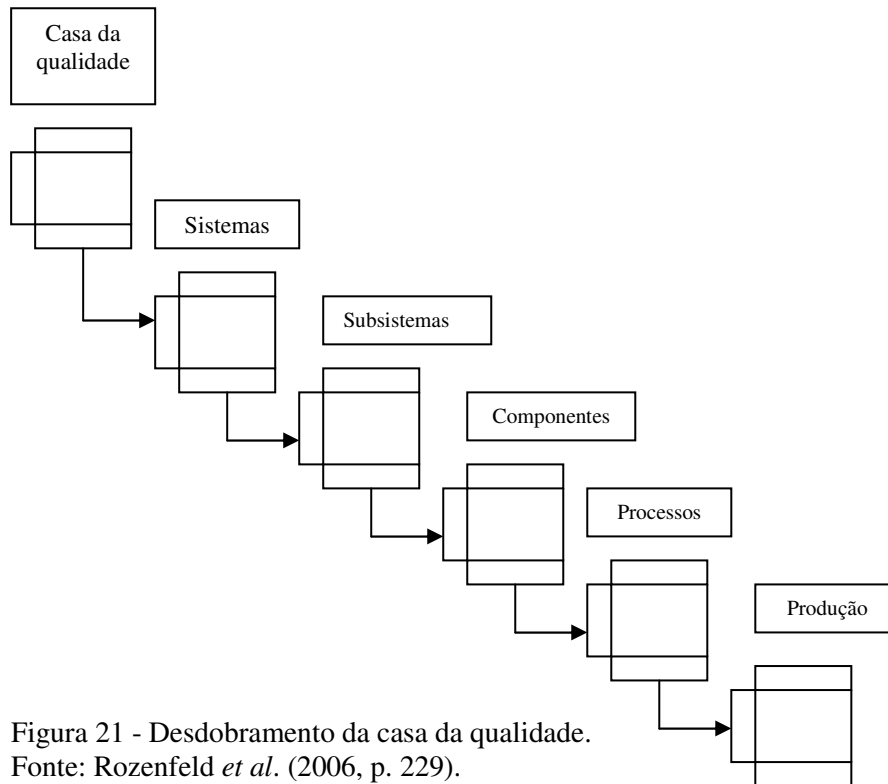 Casa da
qualidade
Sistemas
Subsistemas
Componentes
Processos
Produção
Figura 21 - Desdobramento da casa da qualidade.
Fonte: Rozenfeld et al. (2006, p. 229).